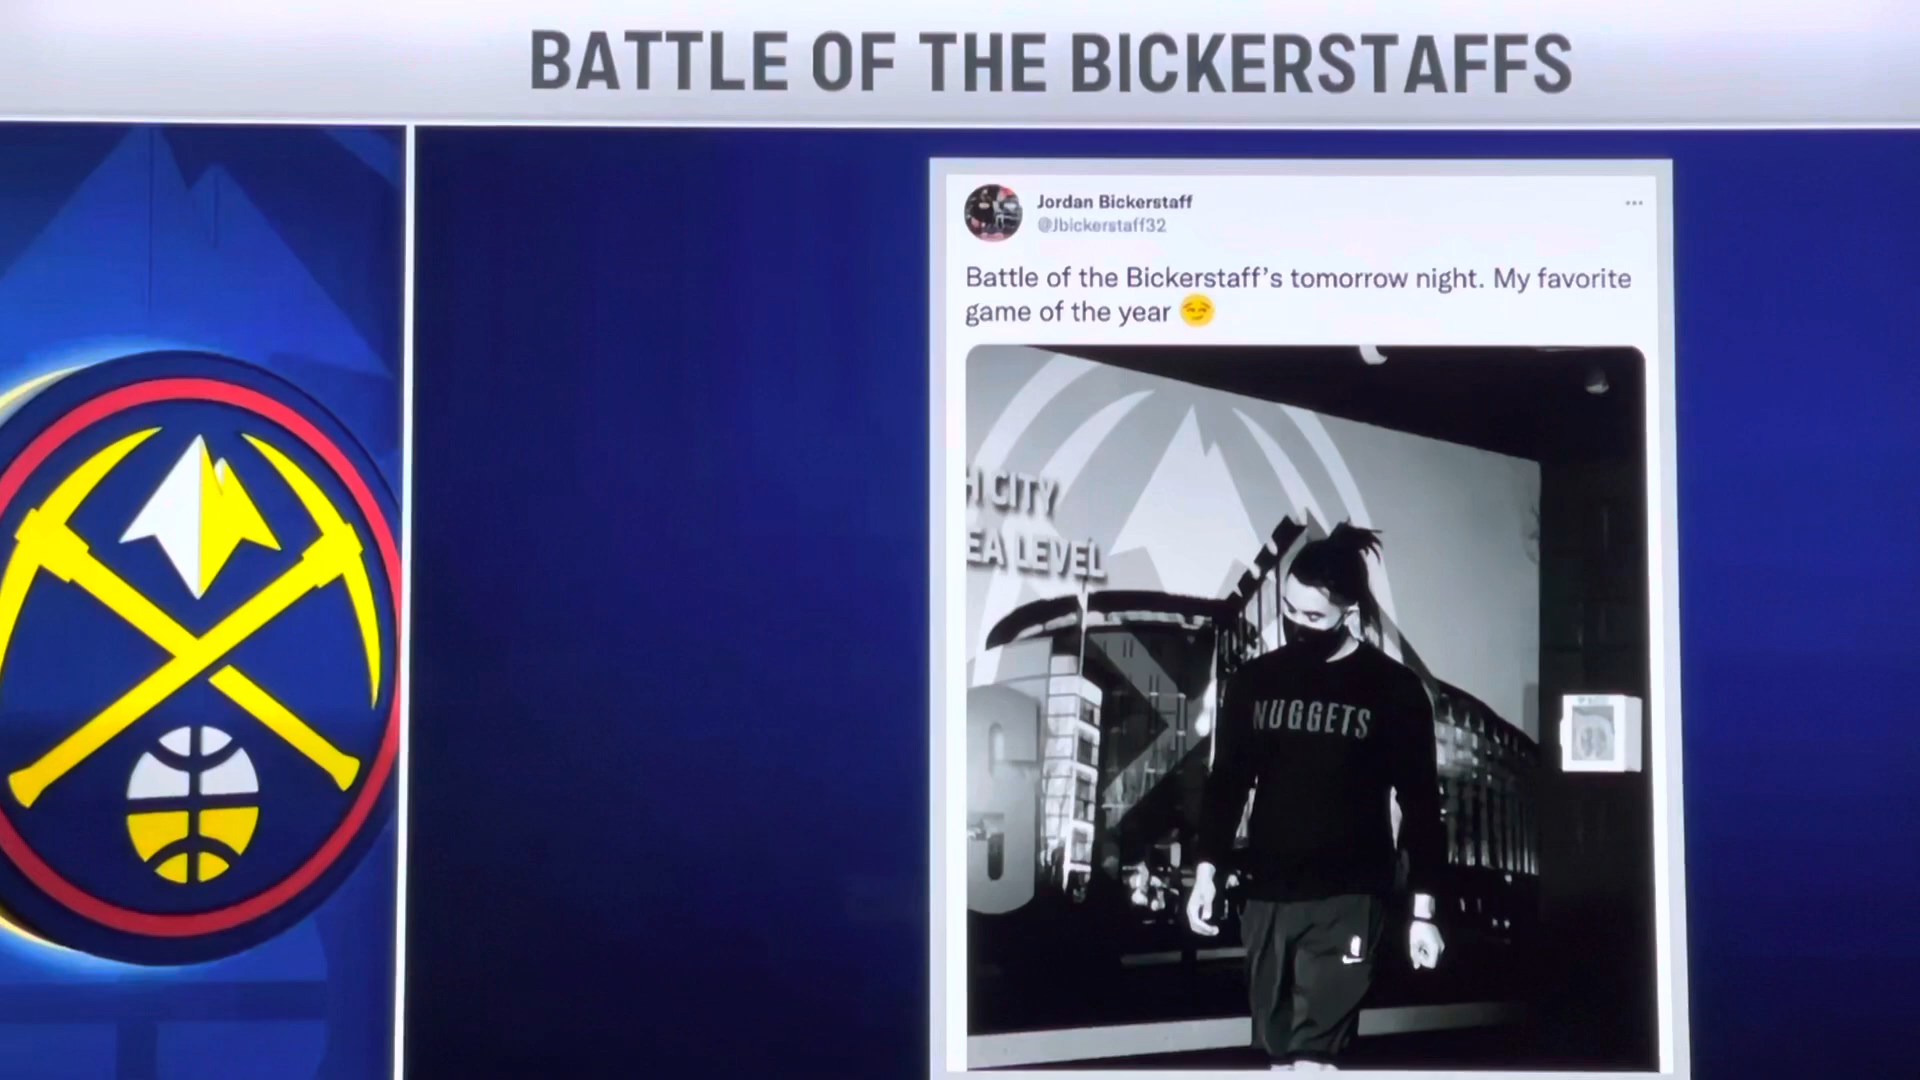 BATTLE OF THE BICKERSTAFFS
Jordan Bickerstaff
@Jbickerstaff32
Battle of the Bickerstaff's tomorrow night. My favorite
game of the year 😏
H CITY
EA LEVEL
NUGGETS